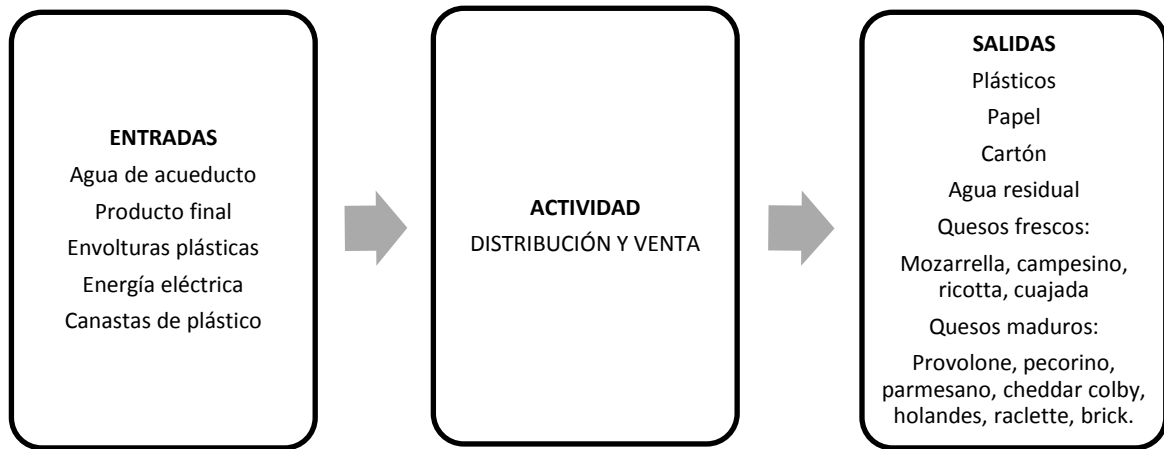 ENTRADAS
Agua de acueducto
Producto final
Envolturas plásticas
Energía eléctrica
Canastas de plástico
ACTIVIDAD
DISTRIBUCIÓN Y VENTA
SALIDAS
Plásticos
Papel
Cartón
Agua residual
Quesos frescos:
Mozarrella, campesino,
ricotta, cuajada
Quesos maduros:
Provolone, pecorino,
parmesano, cheddar colby,
holandes, raclette, brick.